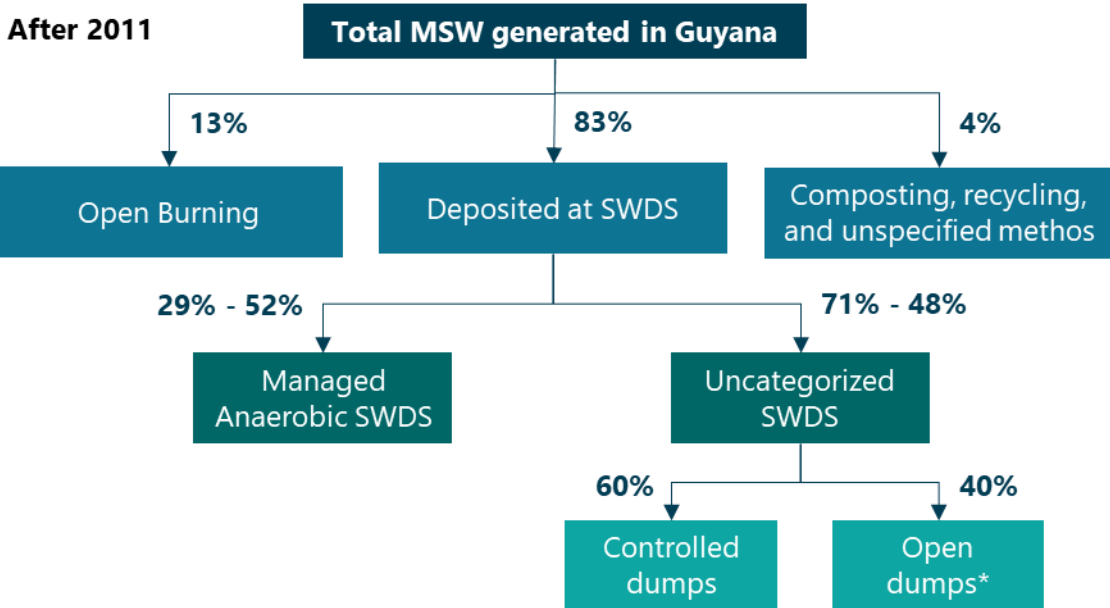 After 2011
Total MSW generated in Guyana
13%
83%
4%
Open Burning
Deposited at SWDS
Composting, recycling,
and unspecified methos
29% - 52%
71% - 48%
Managed
Anaerobic SWDS
Uncategorized
SWDS
60%
40%
Controlled
dumps
Open
dumps*